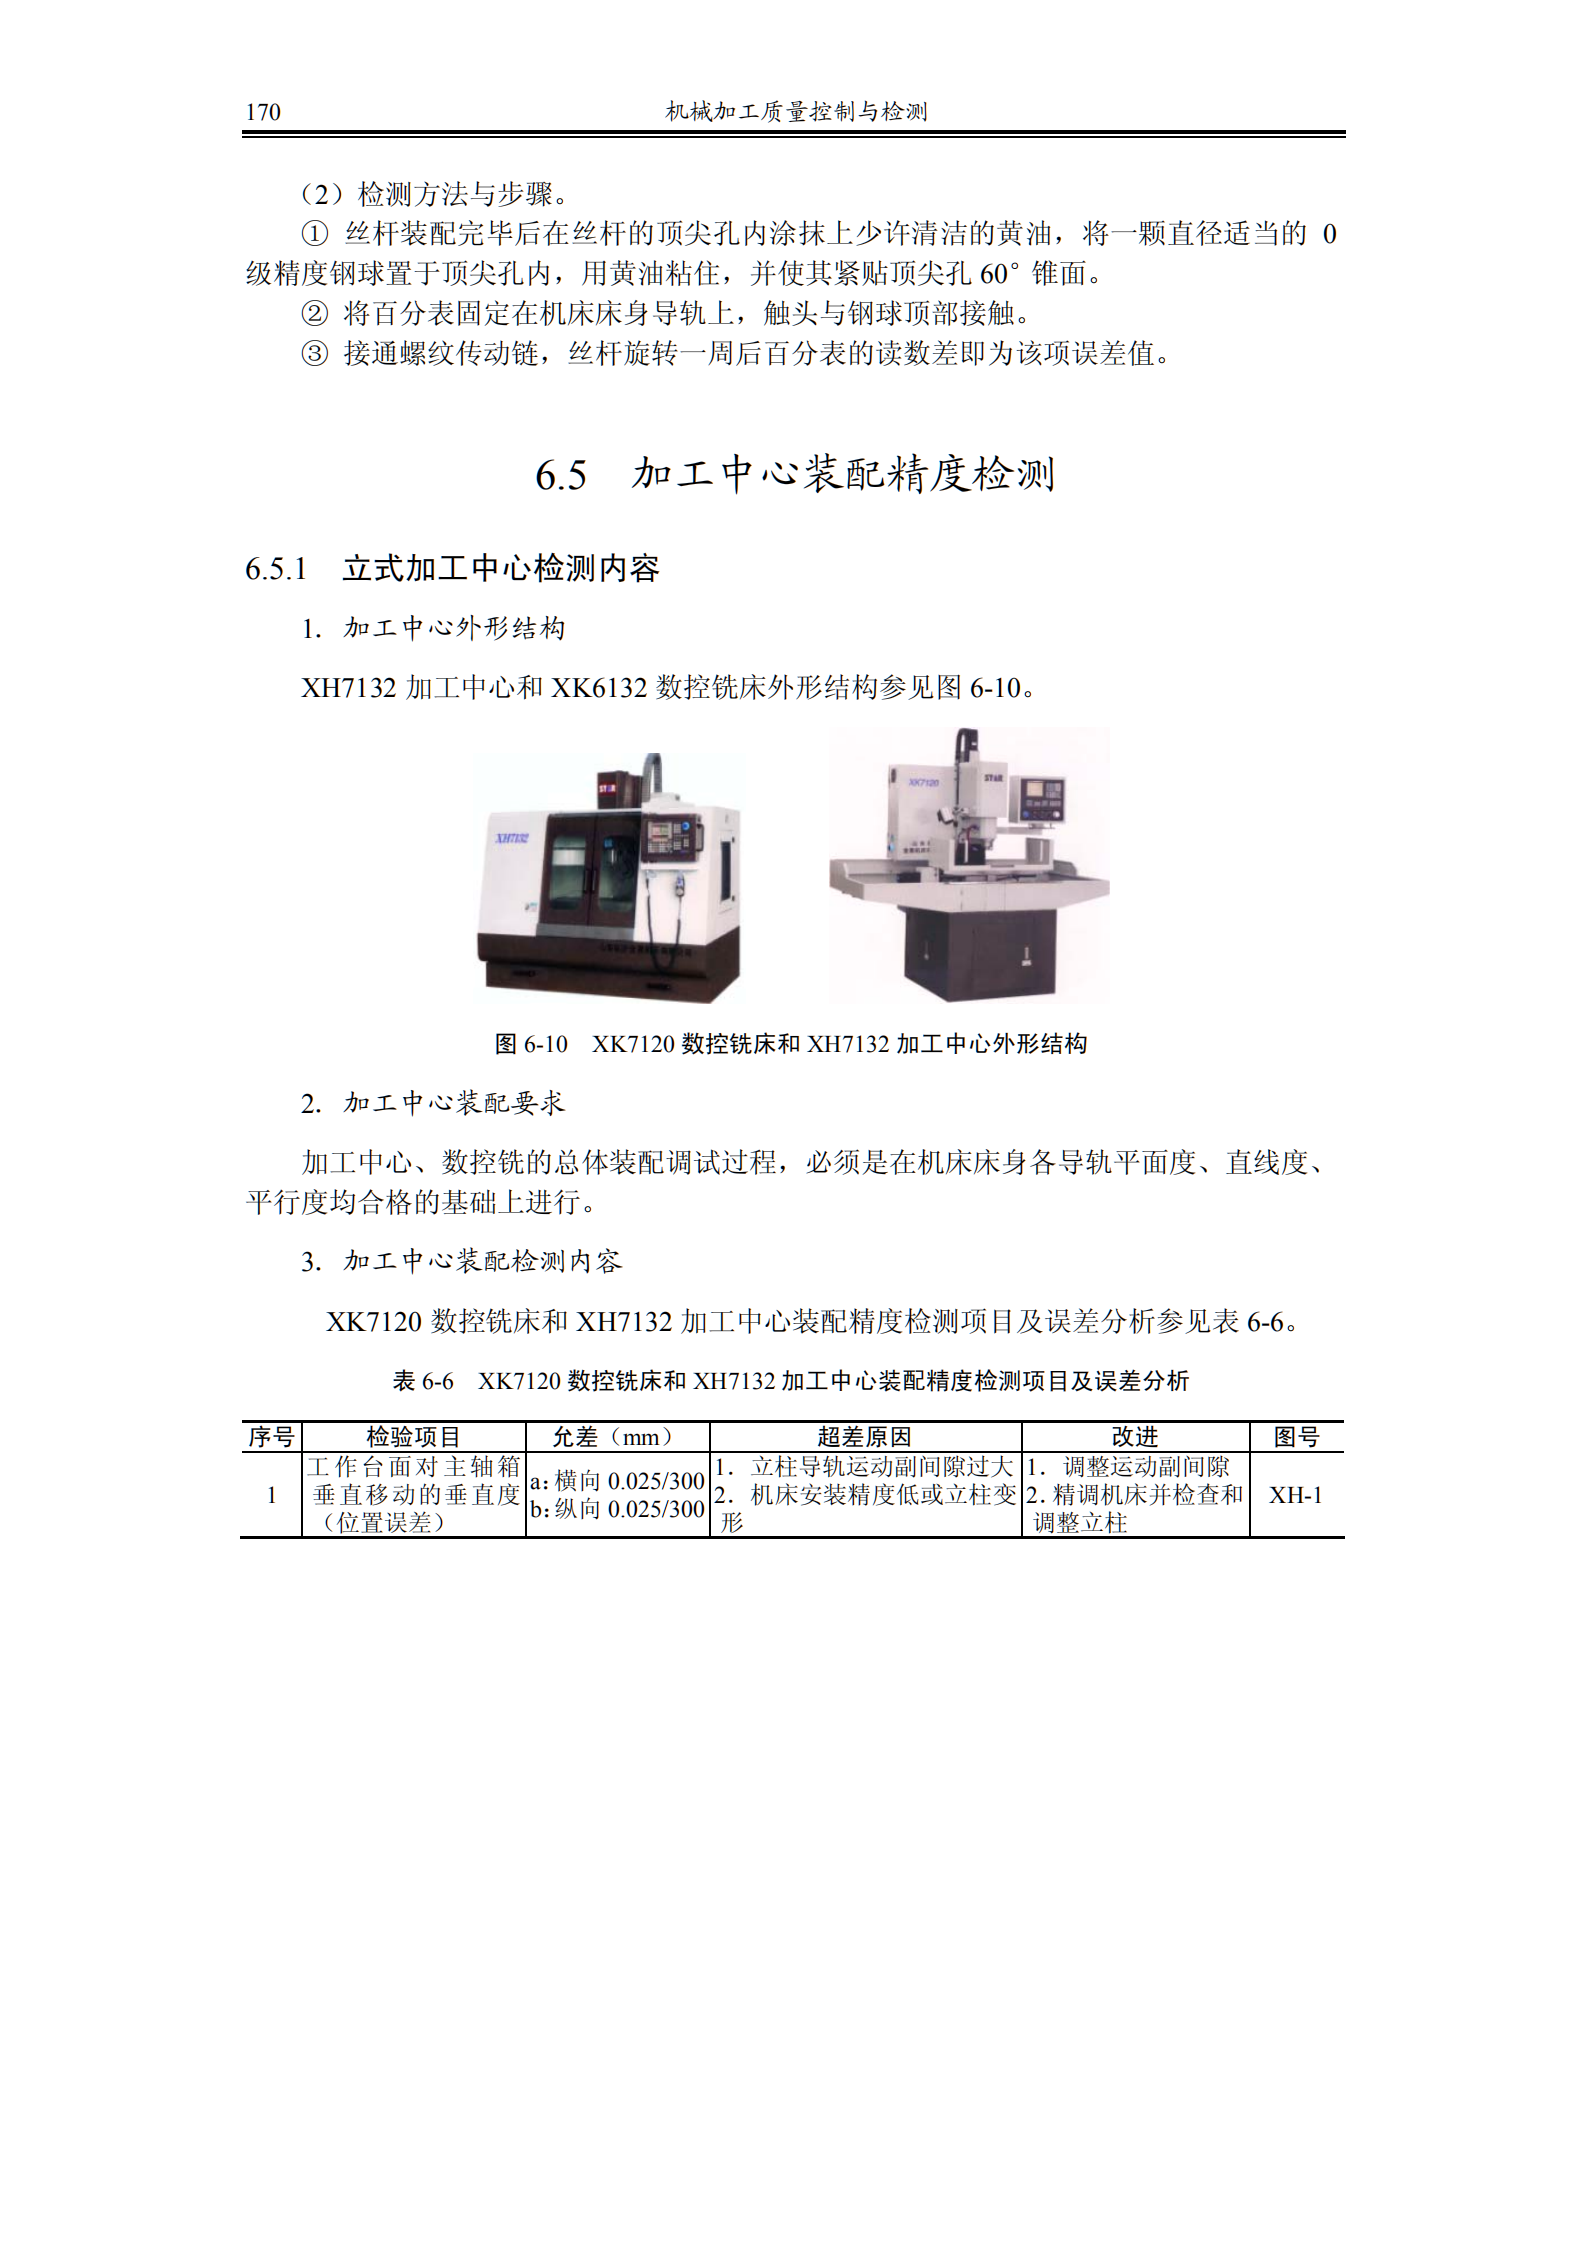 170 机械加工质量控制与检测
（2）检测方法与步骤。
① 丝杆装配完毕后在丝杆的顶尖孔内涂抹上少许清洁的黄油，将一颗直径适当的 0
级精度钢球置于顶尖孔内，用黄油粘住，并使其紧贴顶尖孔 60°锥面。
② 将百分表固定在机床床身导轨上，触头与钢球顶部接触。
③ 接通螺纹传动链，丝杆旋转一周后百分表的读数差即为该项误差值。
6.5 加工中心装配精度检测
6.5.1 立式加工中心检测内容
1．加工中心外形结构
XH7132 加工中心和 XK6132 数控铣床外形结构参见图 6-10。
STAR
XH7132
XK7120
STAR
图 6-10 XK7120 数控铣床和 XH7132 加工中心外形结构
2．加工中心装配要求
加工中心、数控铣的总体装配调试过程，必须是在机床床身各导轨平面度、直线度、
平行度均合格的基础上进行。
3．加工中心装配检测内容
XK7120 数控铣床和 XH7132 加工中心装配精度检测项目及误差分析参见表 6-6。
表 6-6 XK7120 数控铣床和 XH7132 加工中心装配精度检测项目及误差分析
序号 检验项目 允差（mm） 超差原因 改进 图号
1
工作台面对主轴箱
垂直移动的垂直度
（位置误差）
a：横向 0.025/300
b：纵向 0.025/300
1．立柱导轨运动副间隙过大
2．机床安装精度低或立柱变
形
1．调整运动副间隙
2．精调机床并检查和
调整立柱
XH-1